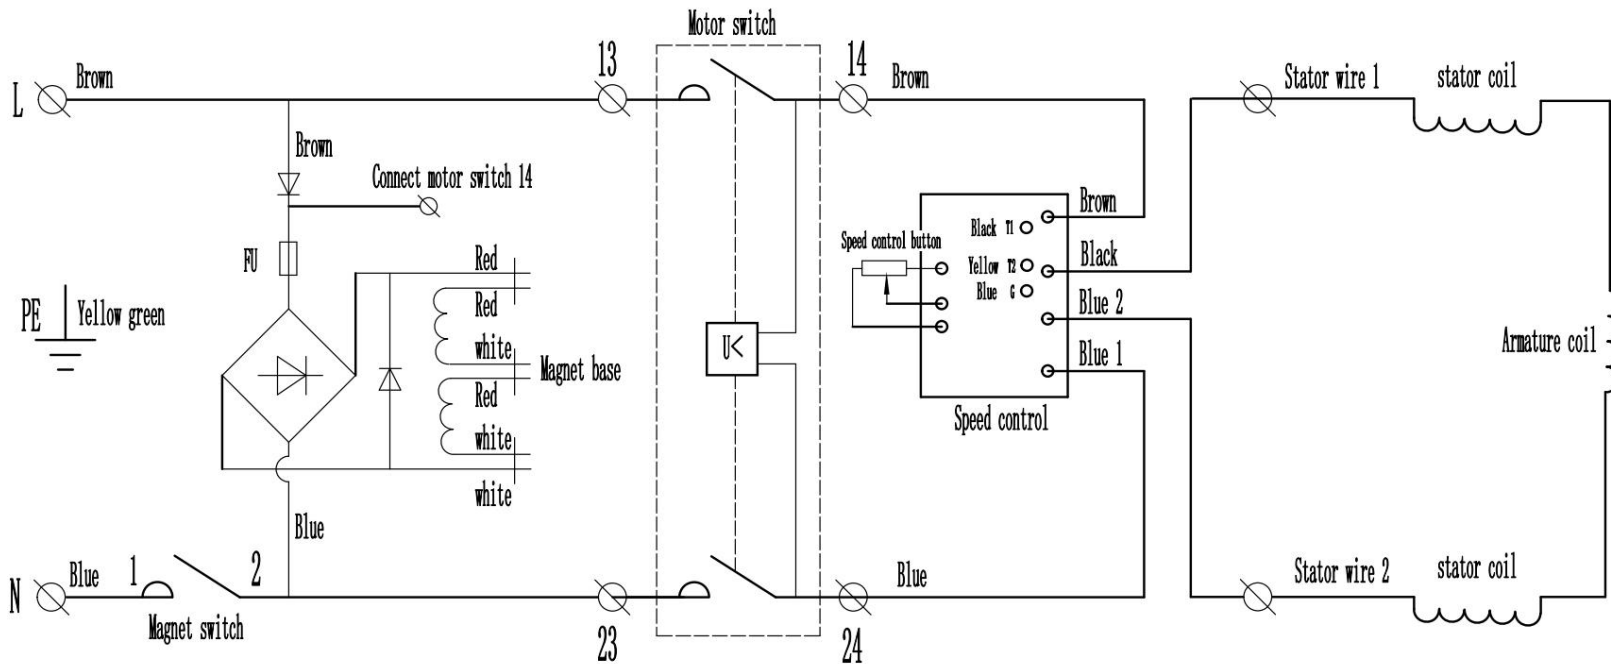 Motor switch
L
Brown
13
14
Brown
Stator wire 1
stator coil
Brown
Connect motor switch 14
FU
Red
Red
white
Magnet base
Red
white
white
PE
Yellow green
U<
Speed control button
Black T1
Yellow T2
Blue G
Brown
Black
Blue 2
Blue 1
Speed control
Armature coil
Blue
N
Blue
1
2
Magnet switch
23
24
Blue
Stator wire 2
stator coil